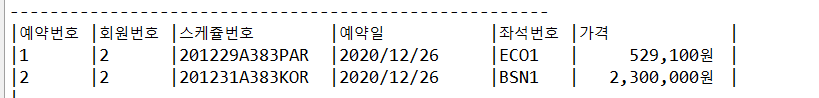 ------------------------------------------------------
|예약번호 |회원번호 |스케쥴번호 |예약일 |좌석번호 |가격 |
|1 |2 |201229A383PAR |2020/12/26 |ECO1 | 529,100원 |
|2 |2 |201231A383KOR |2020/12/26 |BSN1 | 2,300,000원 |